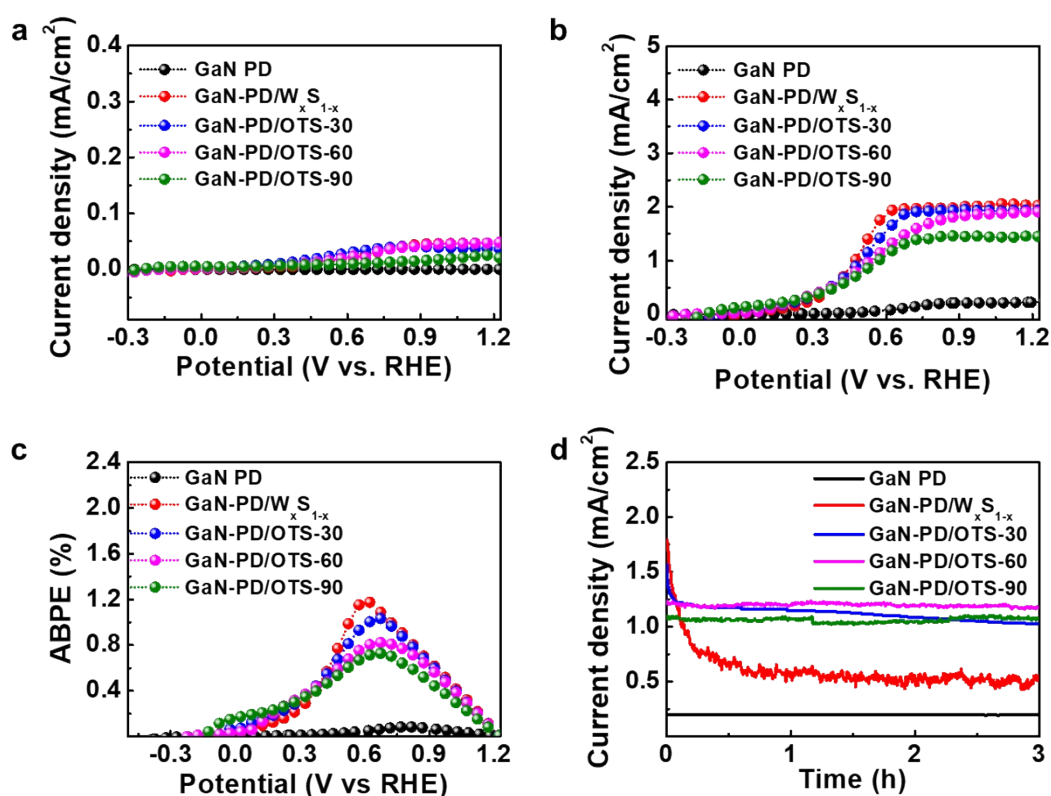 a
Current density (mA/cm²)
0.4
0.3
0.2
0.1
0.0
GaN PD
GaN-PD/WₓS₁₋ₓ
GaN-PD/OTS-30
GaN-PD/OTS-60
GaN-PD/OTS-90
-0.3 0.0 0.3 0.6 0.9 1.2
Potential (V vs. RHE)
b
Current density (mA/cm²)
5
4
3
2
1
0
GaN PD
GaN-PD/WₓS₁₋ₓ
GaN-PD/OTS-30
GaN-PD/OTS-60
GaN-PD/OTS-90
-0.3 0.0 0.3 0.6 0.9 1.2
Potential (V vs. RHE)
c
ABPE (%)
2.4
2.0
1.6
1.2
0.8
0.4
GaN PD
GaN-PD/WₓS₁₋ₓ
GaN-PD/OTS-30
GaN-PD/OTS-60
GaN-PD/OTS-90
-0.3 0.0 0.3 0.6 0.9 1.2
Potential (V vs RHE)
d
Current density (mA/cm²)
2.5
2.0
1.5
1.0
0.5
0.0
GaN PD
GaN-PD/WₓS₁₋ₓ
GaN-PD/OTS-30
GaN-PD/OTS-60
GaN-PD/OTS-90
0 1 2 3
Time (h)